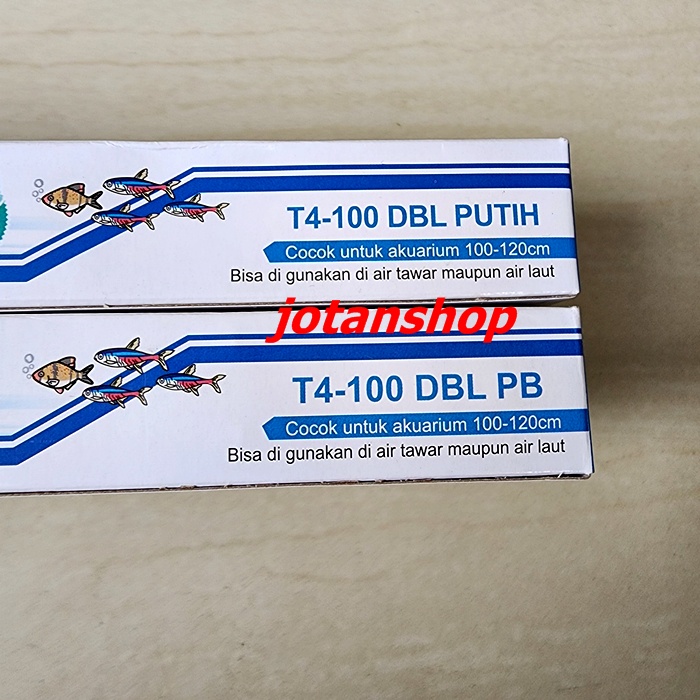 T4-100 DBL PUTIH
Cocok untuk akuarium 100-120cm
Bisa di gunakan di air tawar maupun air laut
jotanshop
T4-100 DBL PB
Cocok untuk akuarium 100-120cm
Bisa di gunakan di air tawar maupun air laut